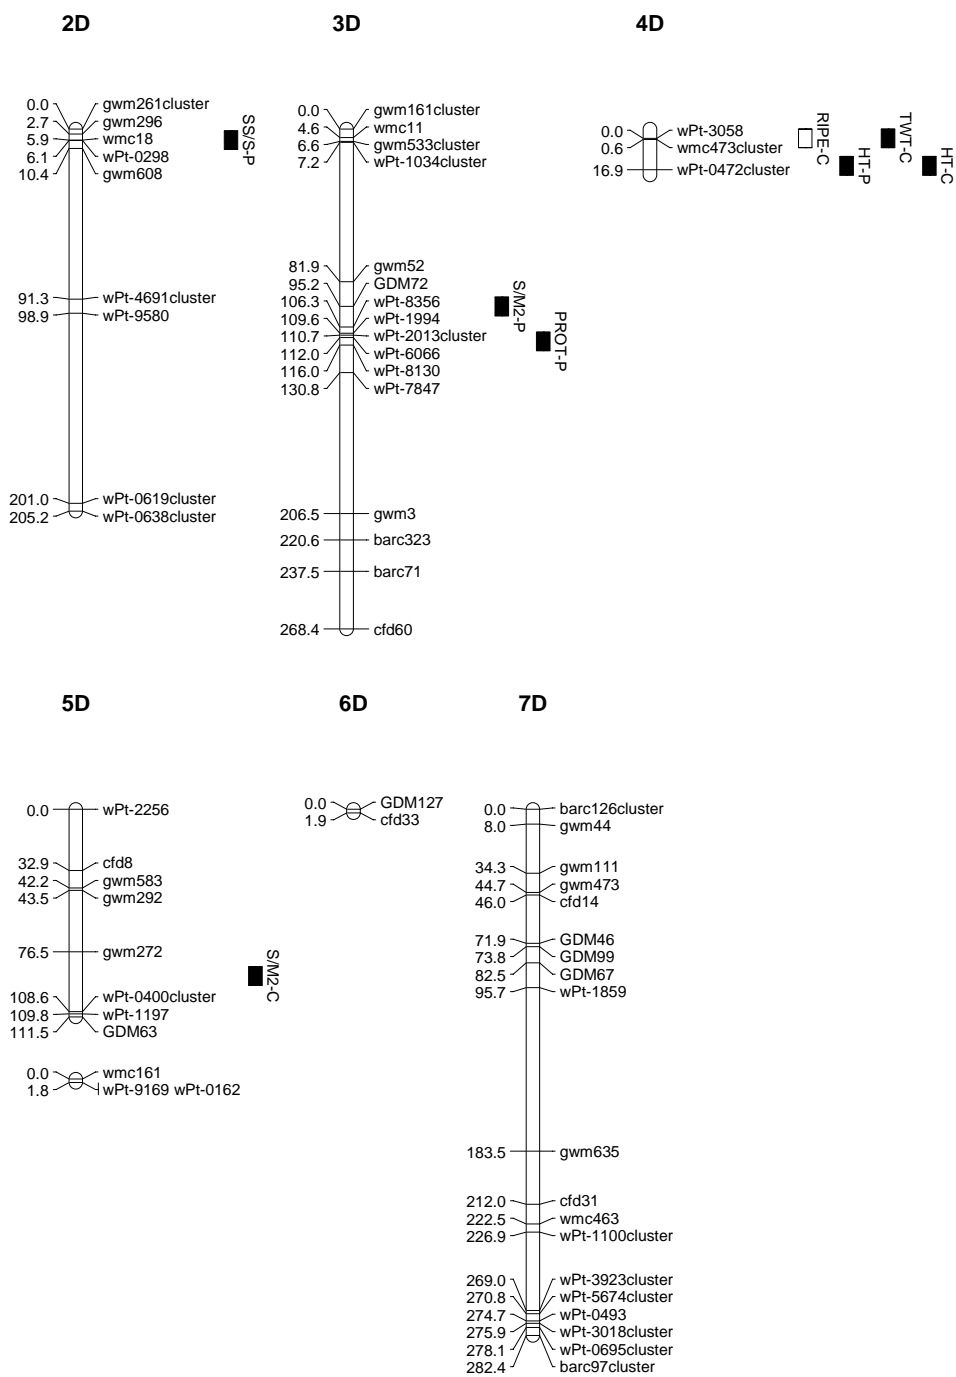 2D 3D 4D
0.0 gwm261cluster
2.7 gwm296
5.9 wmc18
6.1 wPt-0298
10.4 gwm608
91.3 wPt-4691cluster
98.9 wPt-9580
201.0 wPt-0619cluster
205.2 wPt-0638cluster
SS/S-P
0.0 gwm161cluster
4.6 wmc11
6.6 gwm533cluster
7.2 wPt-1034cluster
81.9 gwm52
95.2 GDM72
106.3 wPt-8356
109.6 wPt-1994
110.7 wPt-2013cluster
112.0 wPt-6066
116.0 wPt-8130
130.8 wPt-7847
206.5 gwm3
220.6 barc323
237.5 barc71
268.4 cfd60
S/M2-P
PROT-P
0.0 wPt-3058
0.6 wmc473cluster
16.9 wPt-0472cluster
RIPE-C
HT-P
TWT-C
HT-C
5D 6D 7D
0.0 wPt-2256
32.9 cfd8
42.2 gwm583
43.5 gwm292
76.5 gwm272
108.6 wPt-0400cluster
109.8 wPt-1197
111.5 GDM63
S/M2-C
0.0 wmc161
1.8 wPt-9169 wPt-0162
0.0 GDM127
1.9 cfd33
0.0 barc126cluster
8.0 gwm44
34.3 gwm111
44.7 gwm473
46.0 cfd14
71.9 GDM46
73.8 GDM99
82.5 GDM67
95.7 wPt-1859
183.5 gwm635
212.0 cfd31
222.5 wmc463
226.9 wPt-1100cluster
269.0 wPt-3923cluster
270.8 wPt-5674cluster
274.7 wPt-0493
275.9 wPt-3018cluster
278.1 wPt-0695cluster
282.4 barc97cluster